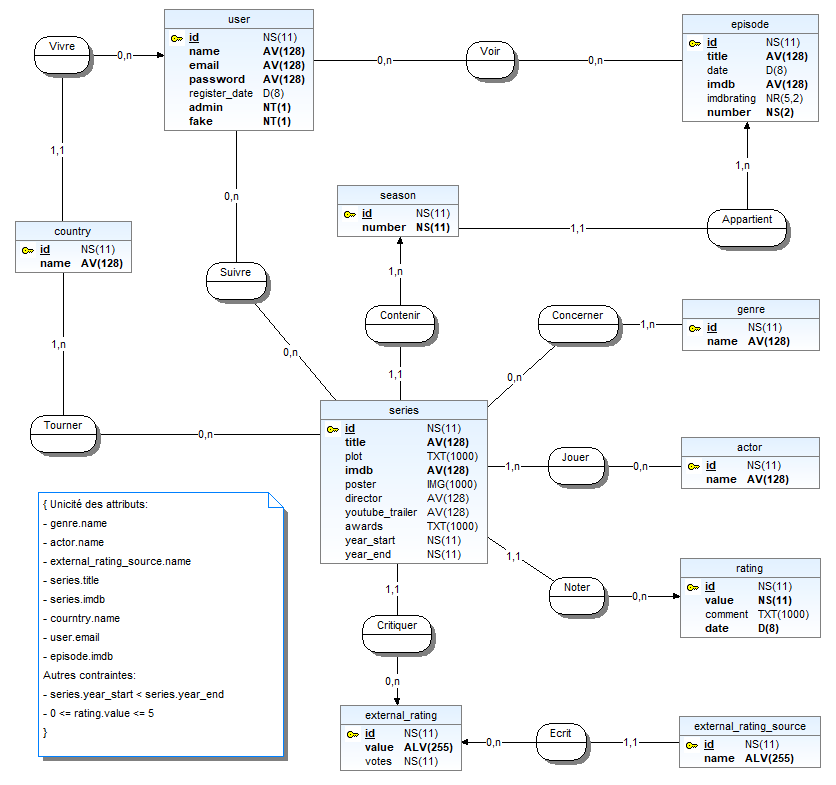 user
id NS(11)
name AV(128)
email AV(128)
password AV(128)
register_date D(8)
admin NT(1)
fake NT(1)
Vivre
0,n
1,1
Voir
0,n
0,n
episode
id NS(11)
title AV(128)
date D(8)
imdb AV(128)
imdbrating NR(5,2)
number NS(2)
1,n
Appartient
1,1
season
id NS(11)
number NS(11)
0,n
Suivre
0,n
country
id NS(11)
name AV(128)
1,n
Tourner
0,n
1,n
Contenir
1,1
Concerner
1,n
0,n
genre
id NS(11)
name AV(128)
series
id NS(11)
title AV(128)
plot TXT(1000)
imdb AV(128)
poster IMG(1000)
director AV(128)
youtube_trailer AV(128)
awards TXT(1000)
year_start NS(11)
year_end NS(11)
1,n
Jouer
0,n
actor
id NS(11)
name AV(128)
1,1
Noter
0,n
rating
id NS(11)
value NS(11)
comment TXT(1000)
date D(8)
1,1
Critiquer
0,n
external_rating
id NS(11)
value ALV(255)
votes NS(11)
0,n
Ecrit
1,1
external_rating_source
id NS(11)
name ALV(255)
{ Unicité des attributs:
- genre.name
- actor.name
- external_rating_source.name
- series.title
- series.imdb
- courntry.name
- user.email
- episode.imdb
Autres contraintes:
- series.year_start < series.year_end
- 0 <= rating.value <= 5
}